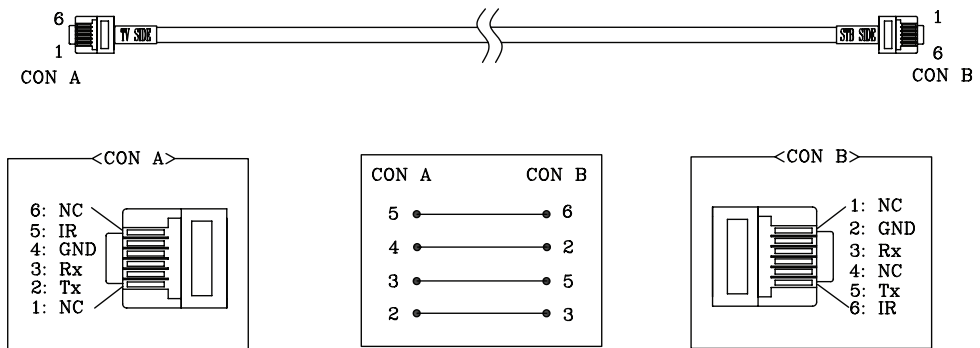 6
1
CON A
TV SIDE
STB SIDE
1
6
CON B
<CON A>
6: NC
5: IR
4: GND
3: Rx
2: Tx
1: NC
CON A CON B
5 6
4 2
3 5
2 3
<CON B>
1: NC
2: GND
3: Rx
4: NC
5: Tx
6: IR